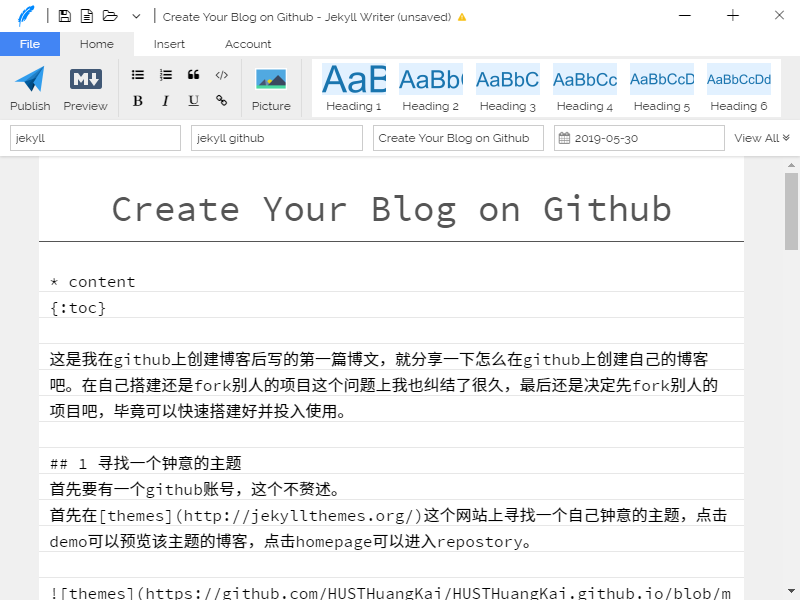 Create Your Blog on Github - Jekyll Writer (unsaved)
File Home Insert Account
Publish Preview B I U Picture
AaB AaBb AaBbC AaBbCc AaBbCcD AaBbCcDd
Heading 1 Heading 2 Heading 3 Heading 4 Heading 5 Heading 6
jekyll jekyll github Create Your Blog on Github 2019-05-30 View All
Create Your Blog on Github
* content
{:toc}
这是我在github上创建博客后写的第一篇博文，就分享一下怎么在github上创建自己的博客
吧。在自己搭建还是fork别人的项目这个问题上我也纠结了很久，最后还是决定先fork别人的
项目吧，毕竟可以快速搭建好并投入使用。
## 1 寻找一个钟意的主题
首先要有一个github账号，这个不赘述。
首先在[themes](http://jekyllthemes.org/)这个网站上寻找一个自己钟意的主题，点击
demo可以预览该主题的博客，点击homepage可以进入repostory。
![themes](https://github.com/HUSTHuangKai/HUSTHuangKai.github.io/blob/m